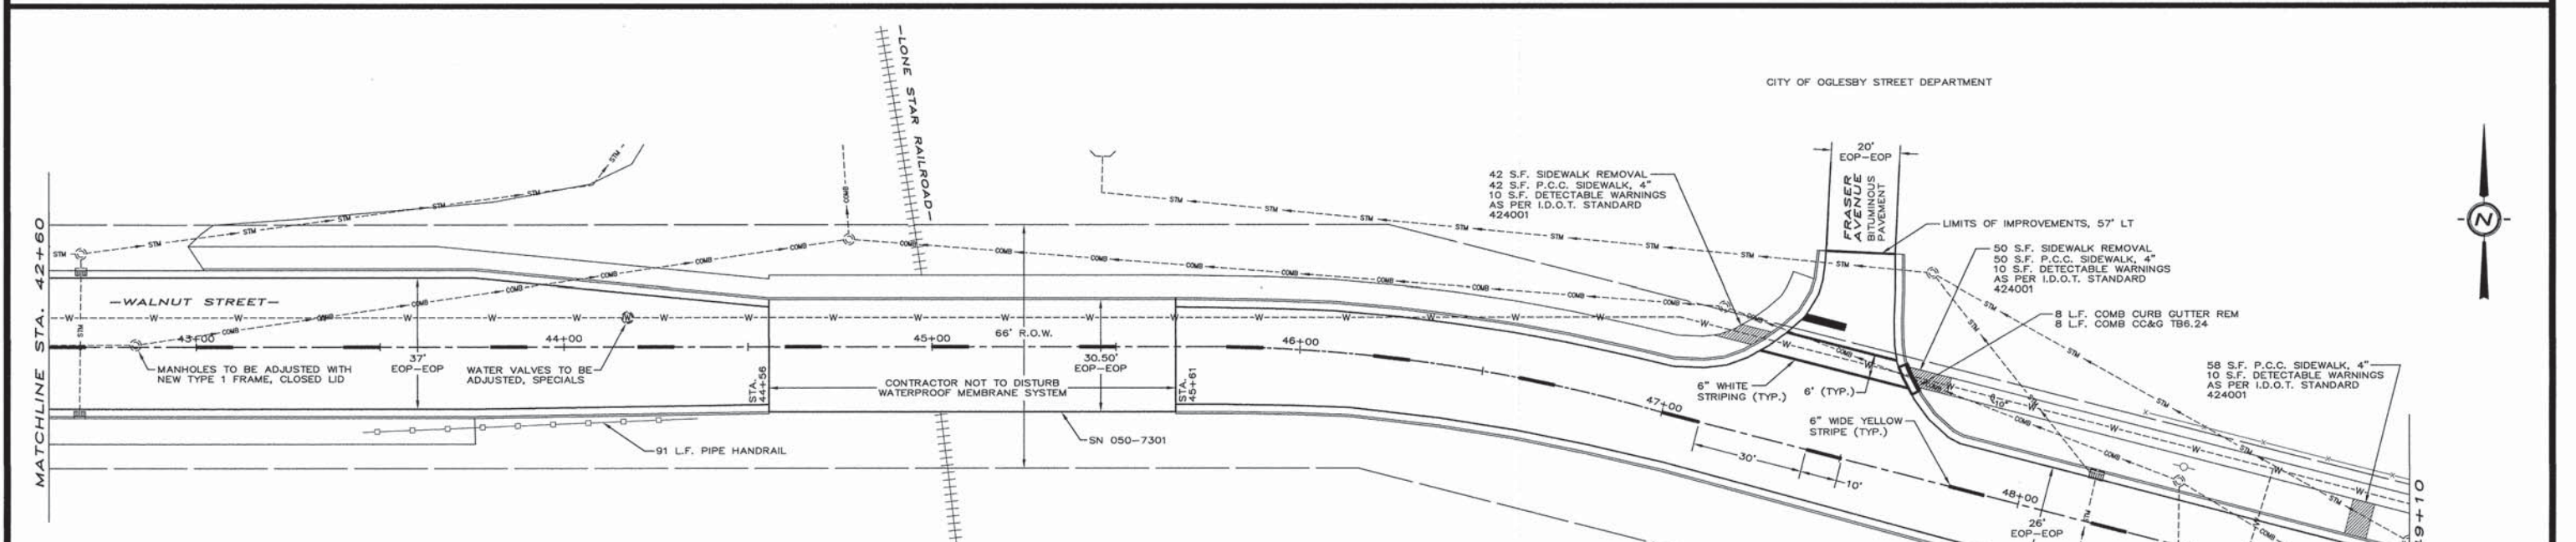 -LONE STAR RAILROAD-
CITY OF OGLESBY STREET DEPARTMENT
20'
EOP-EOP
FRASER
AVENUE
BITUMINOUS
PAVEMENT
42 S.F. SIDEWALK REMOVAL
42 S.F. P.C.C. SIDEWALK, 4"
10 S.F. DETECTABLE WARNINGS
AS PER I.D.O.T. STANDARD
424001
LIMITS OF IMPROVEMENTS, 57' LT
50 S.F. SIDEWALK REMOVAL
50 S.F. P.C.C. SIDEWALK, 4"
10 S.F. DETECTABLE WARNINGS
AS PER I.D.O.T. STANDARD
424001
8 L.F. COMB CURB GUTTER REM
8 L.F. COMB CC&G TB6.24
58 S.F. P.C.C. SIDEWALK, 4"
10 S.F. DETECTABLE WARNINGS
AS PER I.D.O.T. STANDARD
424001
N
MATCHLINE STA. 42+60
-WALNUT STREET-
STM
COMB
W
43+00
44+00
45+00
46+00
47+00
48+00
66' R.O.W.
MANHOLES TO BE ADJUSTED WITH
NEW TYPE 1 FRAME, CLOSED LID
37'
EOP-EOP
WATER VALVES TO BE
ADJUSTED, SPECIALS
STA.
44+56
CONTRACTOR NOT TO DISTURB
WATERPROOF MEMBRANE SYSTEM
30.50'
EOP-EOP
STA.
45+61
6" WHITE
STRIPING (TYP.)
6' (TYP.)
6" WIDE YELLOW
STRIPE (TYP.)
30'
10'
SN 050-7301
91 L.F. PIPE HANDRAIL
26'
EOP-EOP
9+10